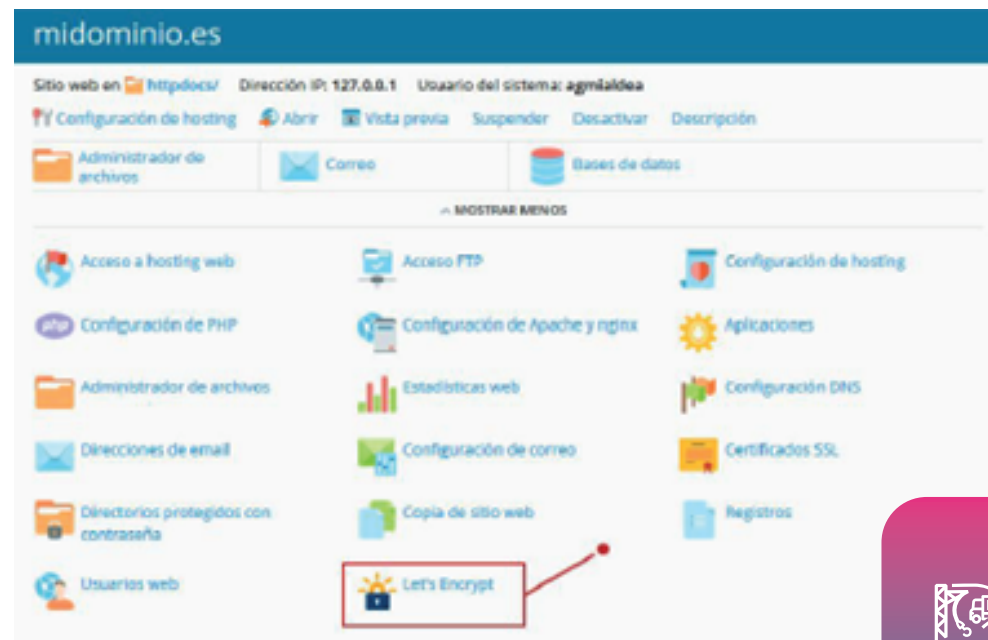 midominio.es
Sitio web en httpdocs/ Dirección IP: 127.0.0.1 Usuario del sistema: agmialdea
Configuración de hosting Abrir Vista previa Suspender Desactivar Descripción
Administrador de
archivos
Correo
Bases de datos
MOSTRAR MENOS
Acceso a hosting web
Acceso FTP
Configuración de hosting
php
Configuración de PHP
Configuración de Apache y nginx
Aplicaciones
Administrador de archivos
Estadísticas web
Configuración DNS
Direcciones de email
Configuración de correo
Certificados SSL
Directorios protegidos con
contraseña
Copia de sitio web
Registros
Usuarios web
Let's Encrypt